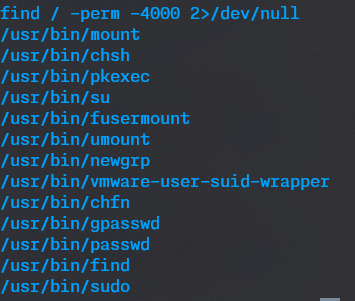 find / -perm -4000 2>/dev/null
/usr/bin/mount
/usr/bin/chsh
/usr/bin/pkexec
/usr/bin/su
/usr/bin/fusermount
/usr/bin/umount
/usr/bin/newgrp
/usr/bin/vmware-user-suid-wrapper
/usr/bin/chfn
/usr/bin/gpasswd
/usr/bin/passwd
/usr/bin/find
/usr/bin/sudo